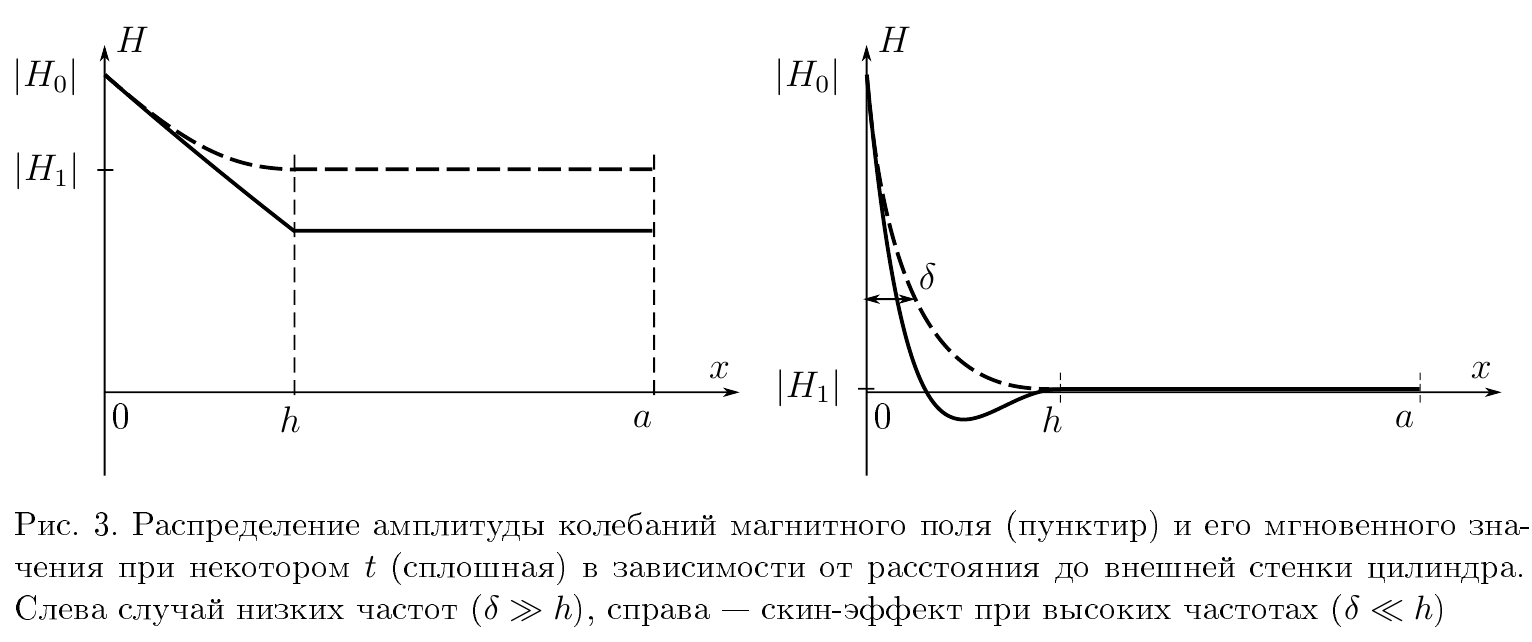 H H
|H₀| |H₀|
|H₁|
δ
x x
|H₁|
0 h a 0 h a
Рис. 3. Распределение амплитуды колебаний магнитного поля (пунктир) и его мгновенного зна-
чения при некотором t (сплошная) в зависимости от расстояния до внешней стенки цилиндра.
Слева случай низких частот (δ ≫ h), справа — скин-эффект при высоких частотах (δ ≪ h)